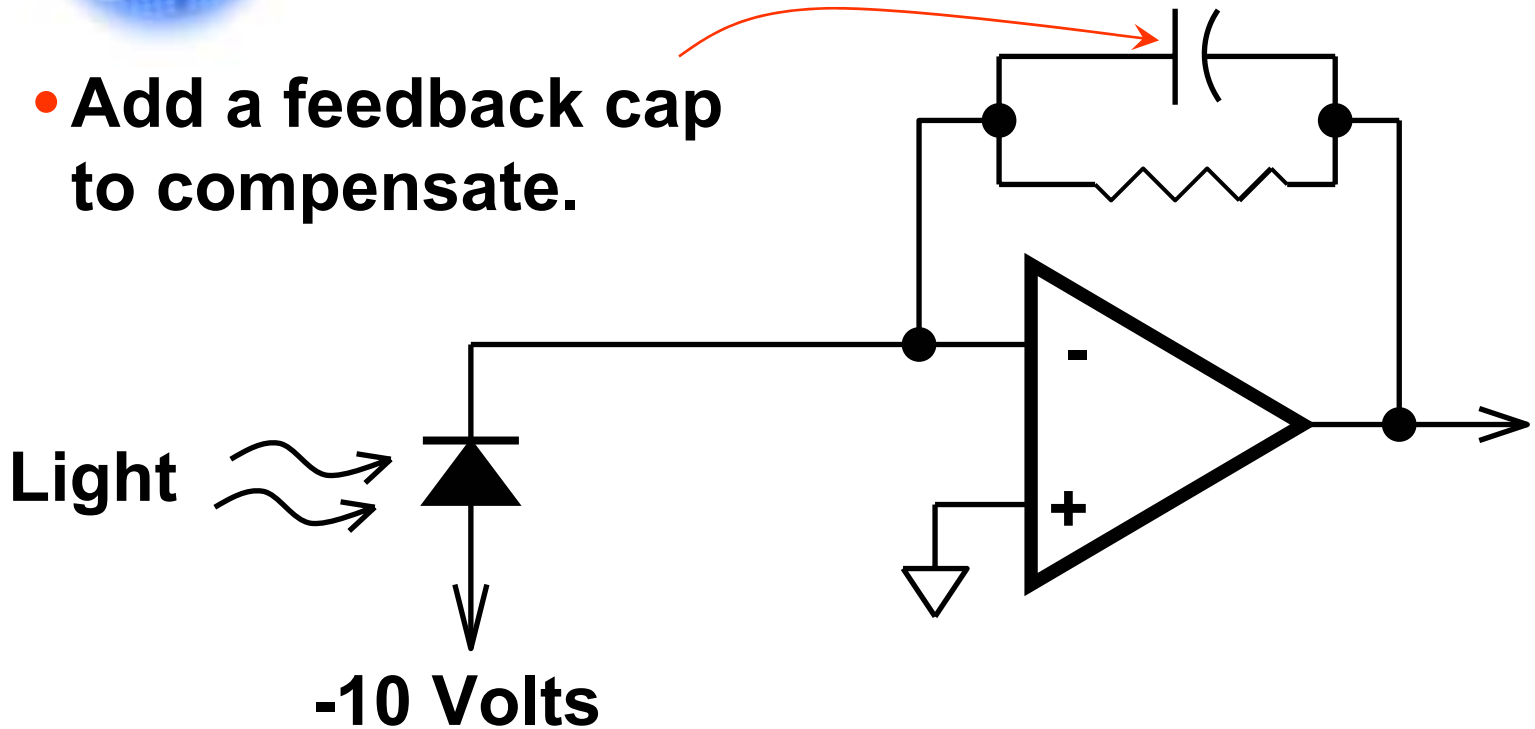 • Add a feedback cap
to compensate.
-
Light
+
-10 Volts